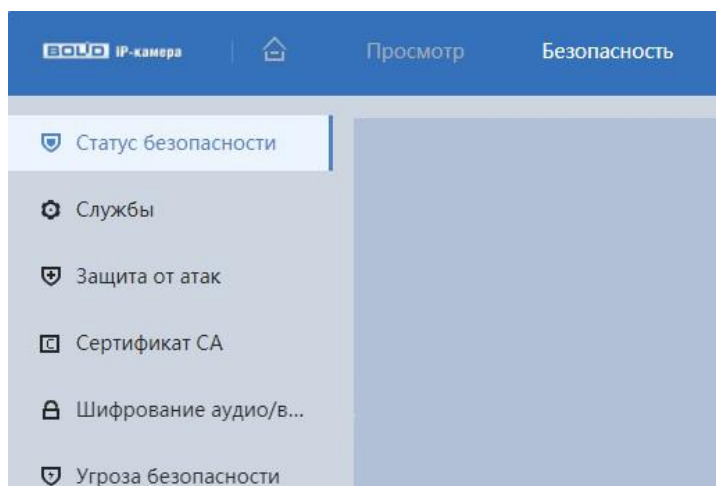 BOLID IP-камера
Просмотр
Безопасность
Статус безопасности
Службы
Защита от атак
Сертификат CA
Шифрование аудио/в...
Угроза безопасности